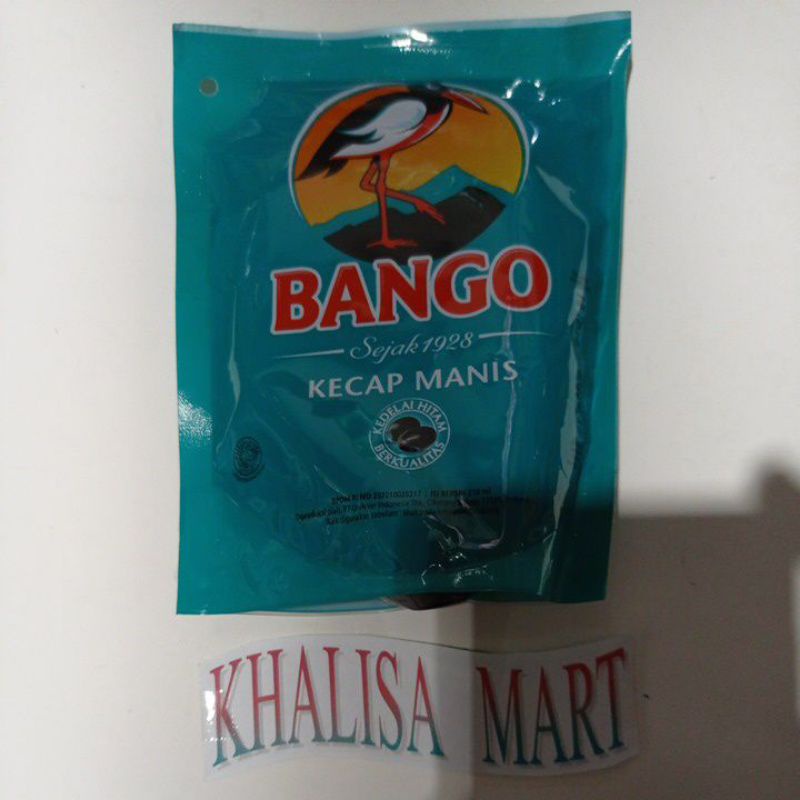 BANGO
Sejak 1928
KECAP MANIS
KEDELAI HITAM
BERKUALITAS
KHALISA MART